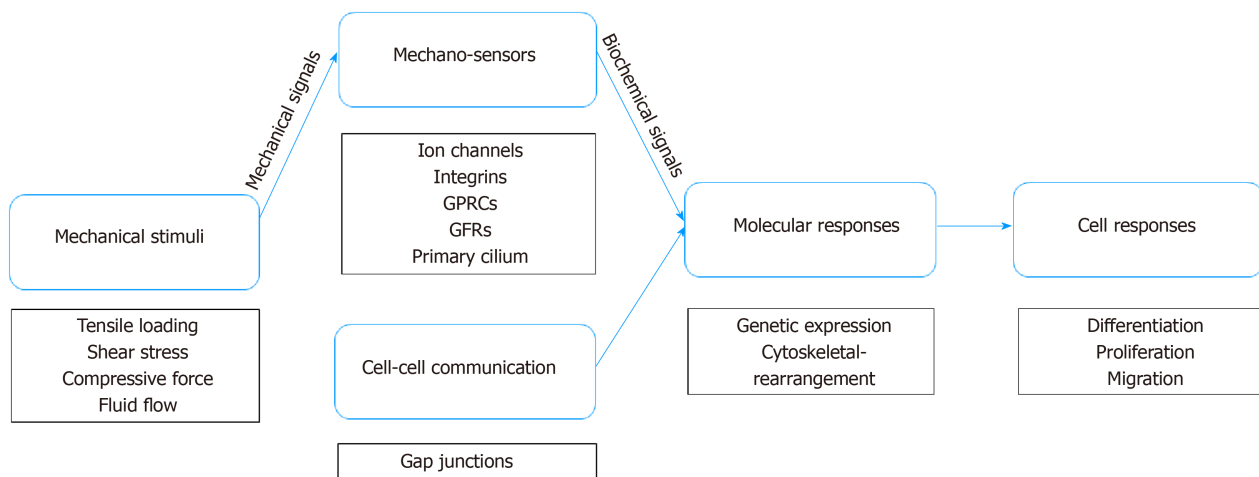 Mechanical stimuli
Tensile loading
Shear stress
Compressive force
Fluid flow
Mechanical signals
Mechano-sensors
Ion channels
Integrins
GPRCs
GFRs
Primary cilium
Cell-cell communication
Gap junctions
Biochemical signals
Molecular responses
Genetic expression
Cytoskeletal-
rearrangement
Cell responses
Differentiation
Proliferation
Migration